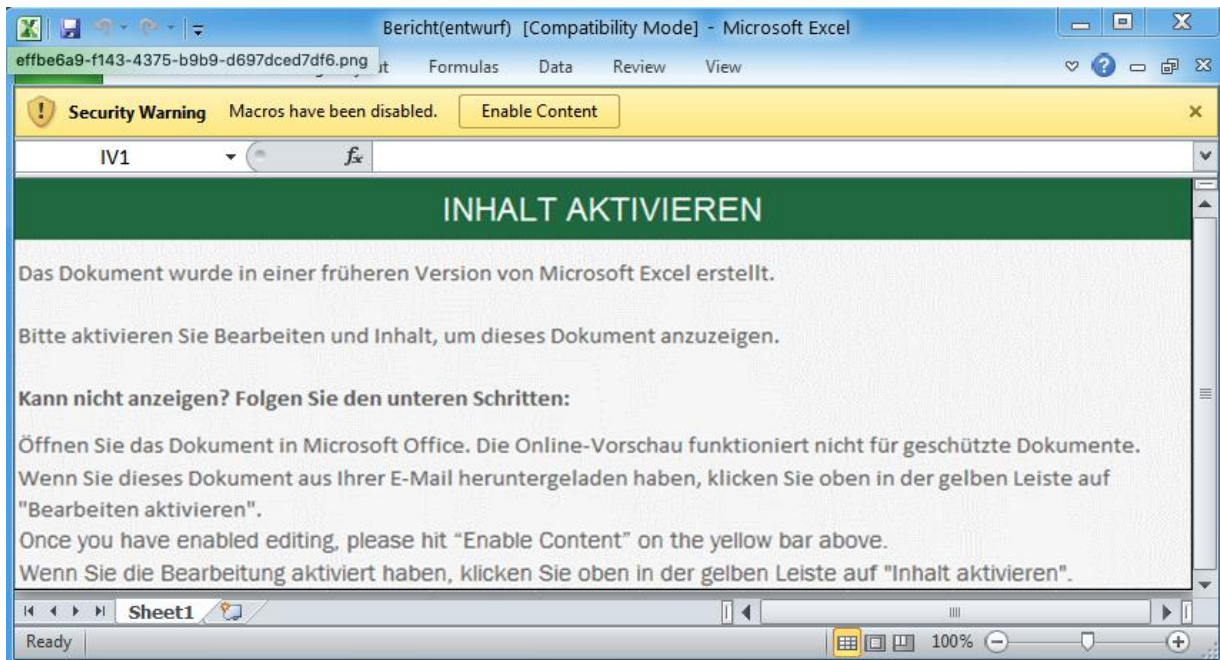 Bericht(entwurf) [Compatibility Mode] - Microsoft Excel
effbe6a9-f143-4375-b9b9-d697dced7df6.png
Formulas Data Review View
Security Warning Macros have been disabled. Enable Content
IV1 fx
INHALT AKTIVIEREN
Das Dokument wurde in einer früheren Version von Microsoft Excel erstellt.
Bitte aktivieren Sie Bearbeiten und Inhalt, um dieses Dokument anzuzeigen.
Kann nicht anzeigen? Folgen Sie den unteren Schritten:
Öffnen Sie das Dokument in Microsoft Office. Die Online-Vorschau funktioniert nicht für geschützte Dokumente.
Wenn Sie dieses Dokument aus Ihrer E-Mail heruntergeladen haben, klicken Sie oben in der gelben Leiste auf
"Bearbeiten aktivieren".
Once you have enabled editing, please hit “Enable Content” on the yellow bar above.
Wenn Sie die Bearbeitung aktiviert haben, klicken Sie oben in der gelben Leiste auf "Inhalt aktivieren".
Sheet1
Ready 100%